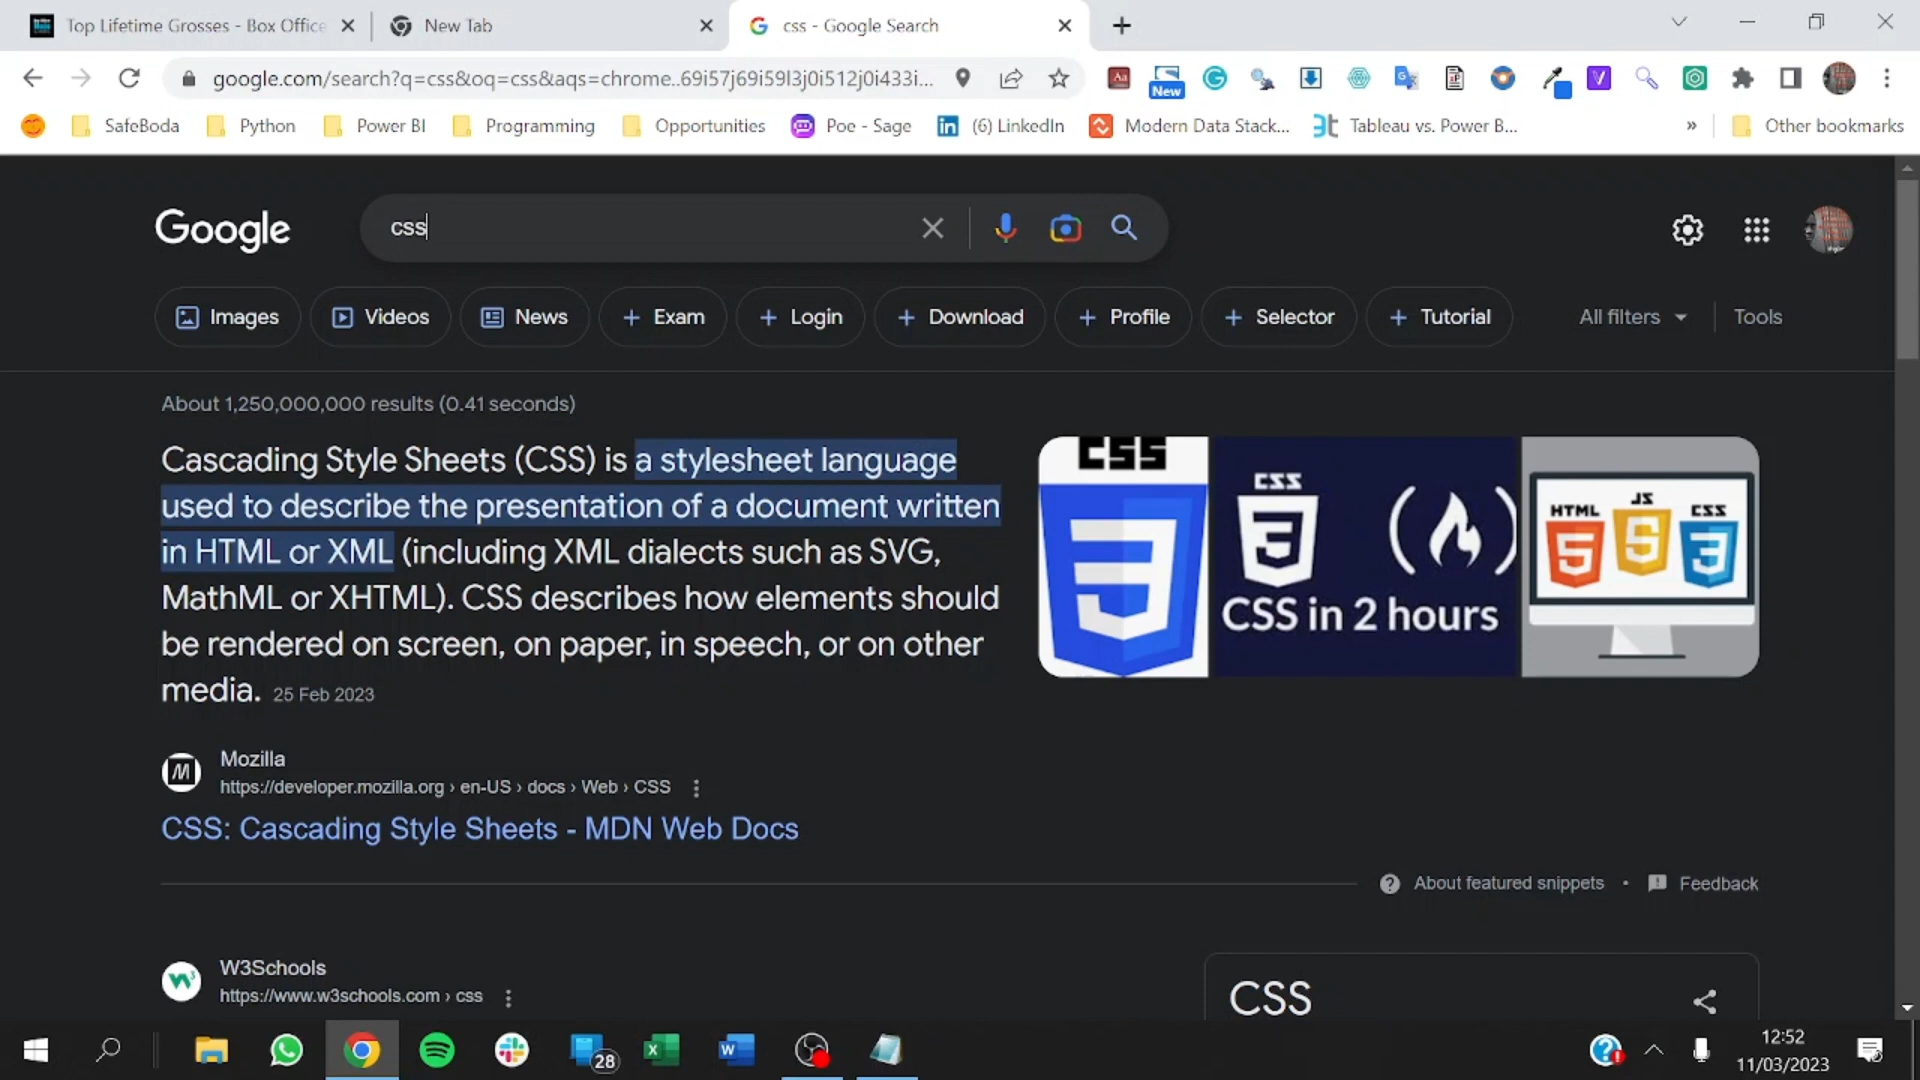 Top Lifetime Grosses - Box Office
New Tab
css - Google Search
google.com/search?q=css&oq=css&aqs=chrome..69i57j69i59l3j0i512j0i433i...
New
SafeBoda
Python
Power BI
Programming
Opportunities
Poe - Sage
(6) LinkedIn
Modern Data Stack...
Tableau vs. Power B...
»
Other bookmarks
Google
css
Images
Videos
News
+ Exam
+ Login
+ Download
+ Profile
+ Selector
+ Tutorial
All filters
Tools
About 1,250,000,000 results (0.41 seconds)
Cascading Style Sheets (CSS) is a stylesheet language
used to describe the presentation of a document written
in HTML or XML (including XML dialects such as SVG,
MathML or XHTML). CSS describes how elements should
be rendered on screen, on paper, in speech, or on other
media. 25 Feb 2023
CSS
CSS
3
CSS in 2 hours
HTML
JS
CSS
5
5
3
Mozilla
https://developer.mozilla.org › en-US › docs › Web › CSS
CSS: Cascading Style Sheets - MDN Web Docs
About featured snippets • Feedback
W3Schools
https://www.w3schools.com › css
CSS
28
12:52
11/03/2023